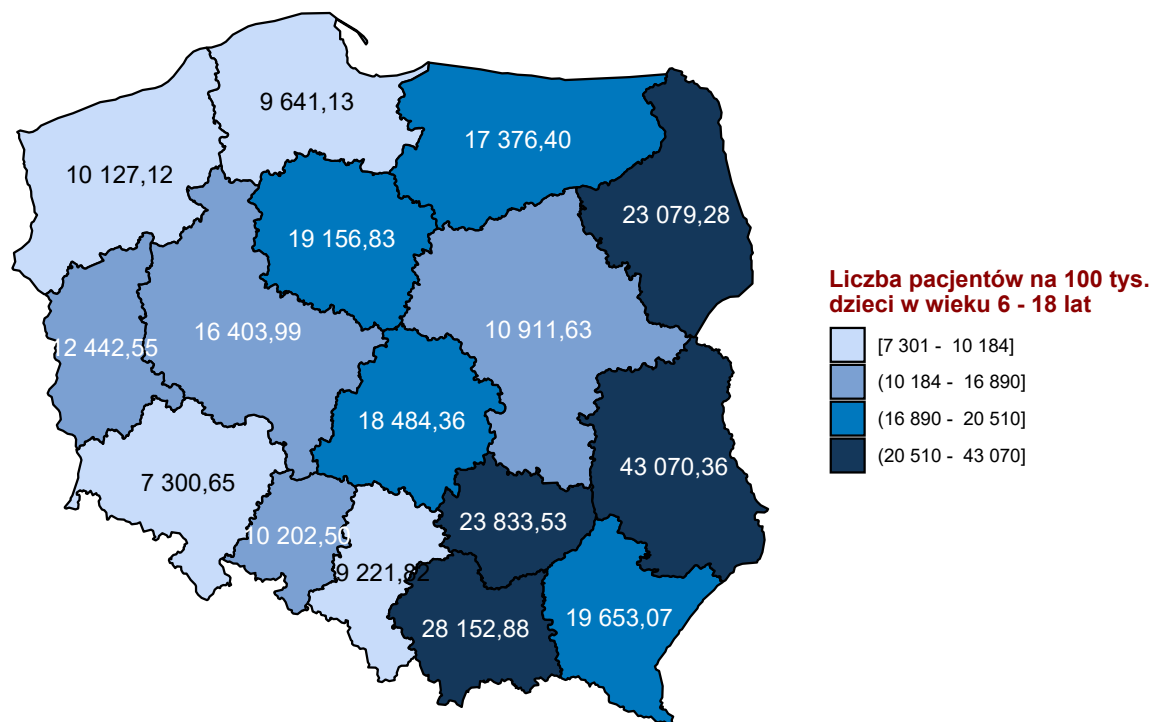 9 641,13
17 376,40
10 127,12
23 079,28
19 156,83
16 403,99
10 911,63
12 442,55
18 484,36
43 070,36
7 300,65
23 833,53
10 202,50
9 221,82
19 653,07
28 152,88
Liczba pacjentów na 100 tys.
dzieci w wieku 6 - 18 lat
[7 301 - 10 184]
(10 184 - 16 890]
(16 890 - 20 510]
(20 510 - 43 070]